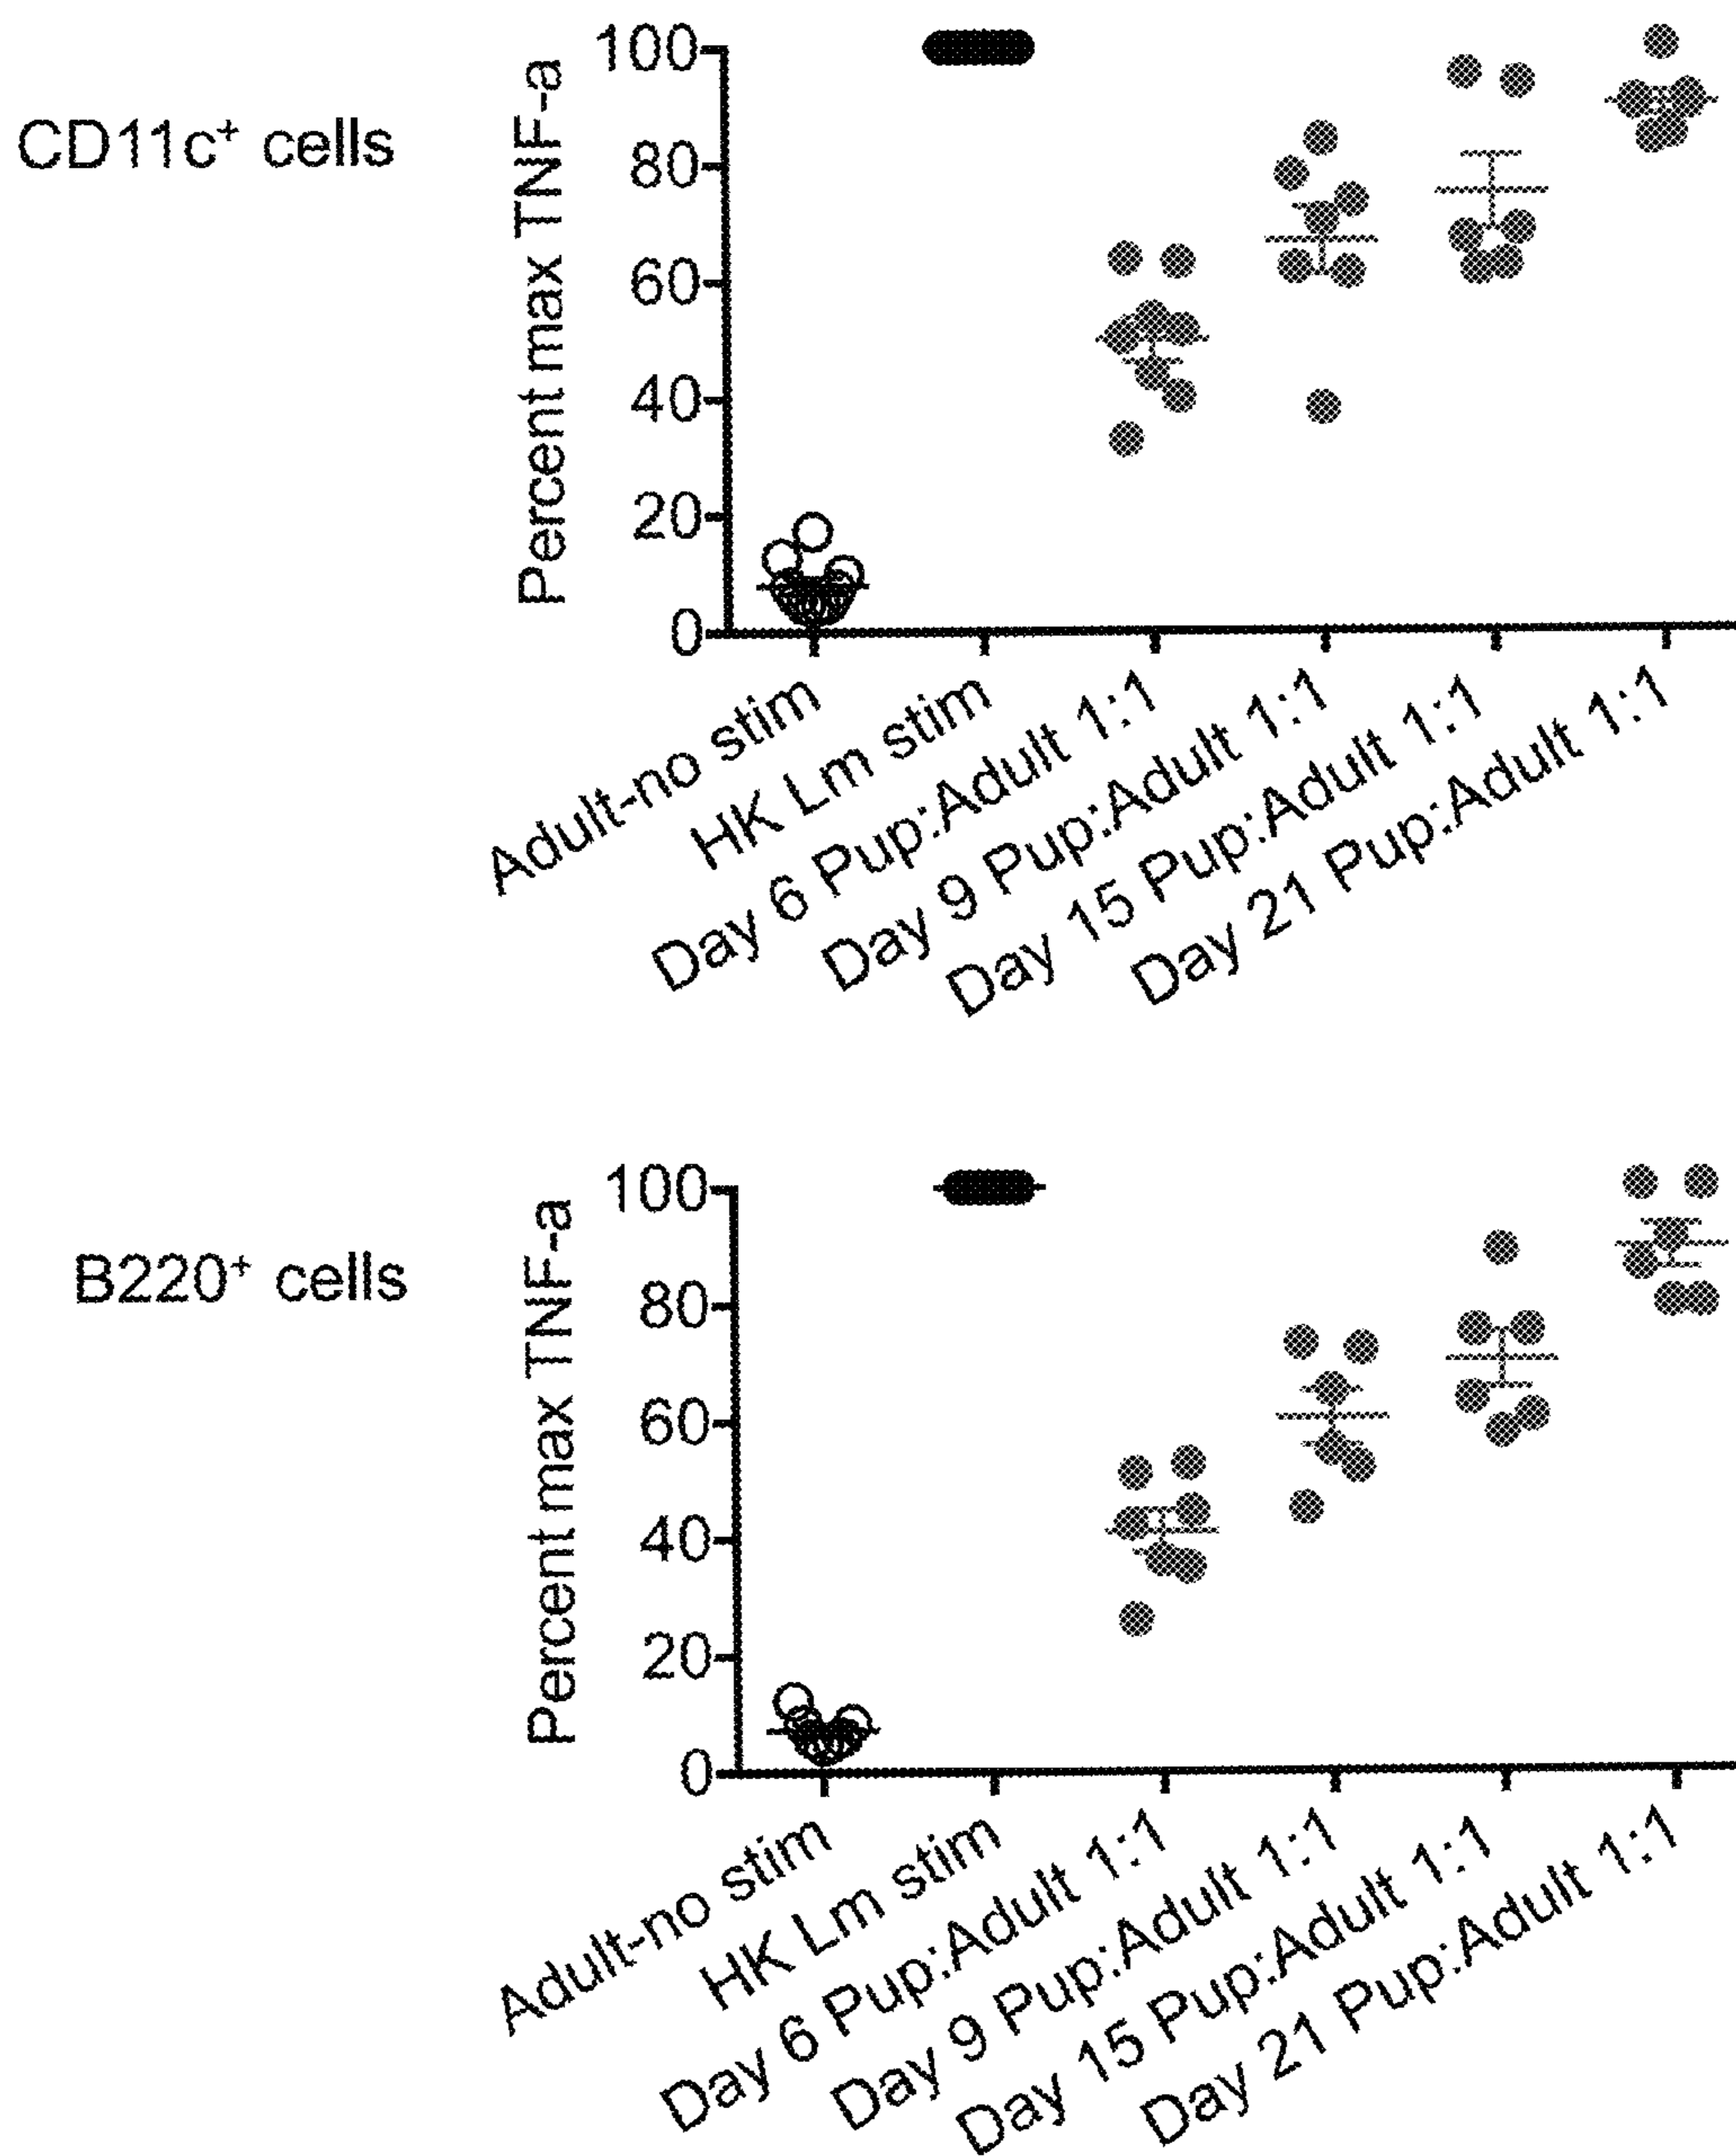 CD11c⁺ cells
Percent max TNF-a
100
80
60
40
20
0
Adult-no stim
HK Lm stim
Day 6 Pup:Adult 1:1
Day 9 Pup:Adult 1:1
Day 15 Pup:Adult 1:1
Day 21 Pup:Adult 1:1
B220⁺ cells
Percent max TNF-a
100
80
60
40
20
0
Adult-no stim
HK Lm stim
Day 6 Pup:Adult 1:1
Day 9 Pup:Adult 1:1
Day 15 Pup:Adult 1:1
Day 21 Pup:Adult 1:1